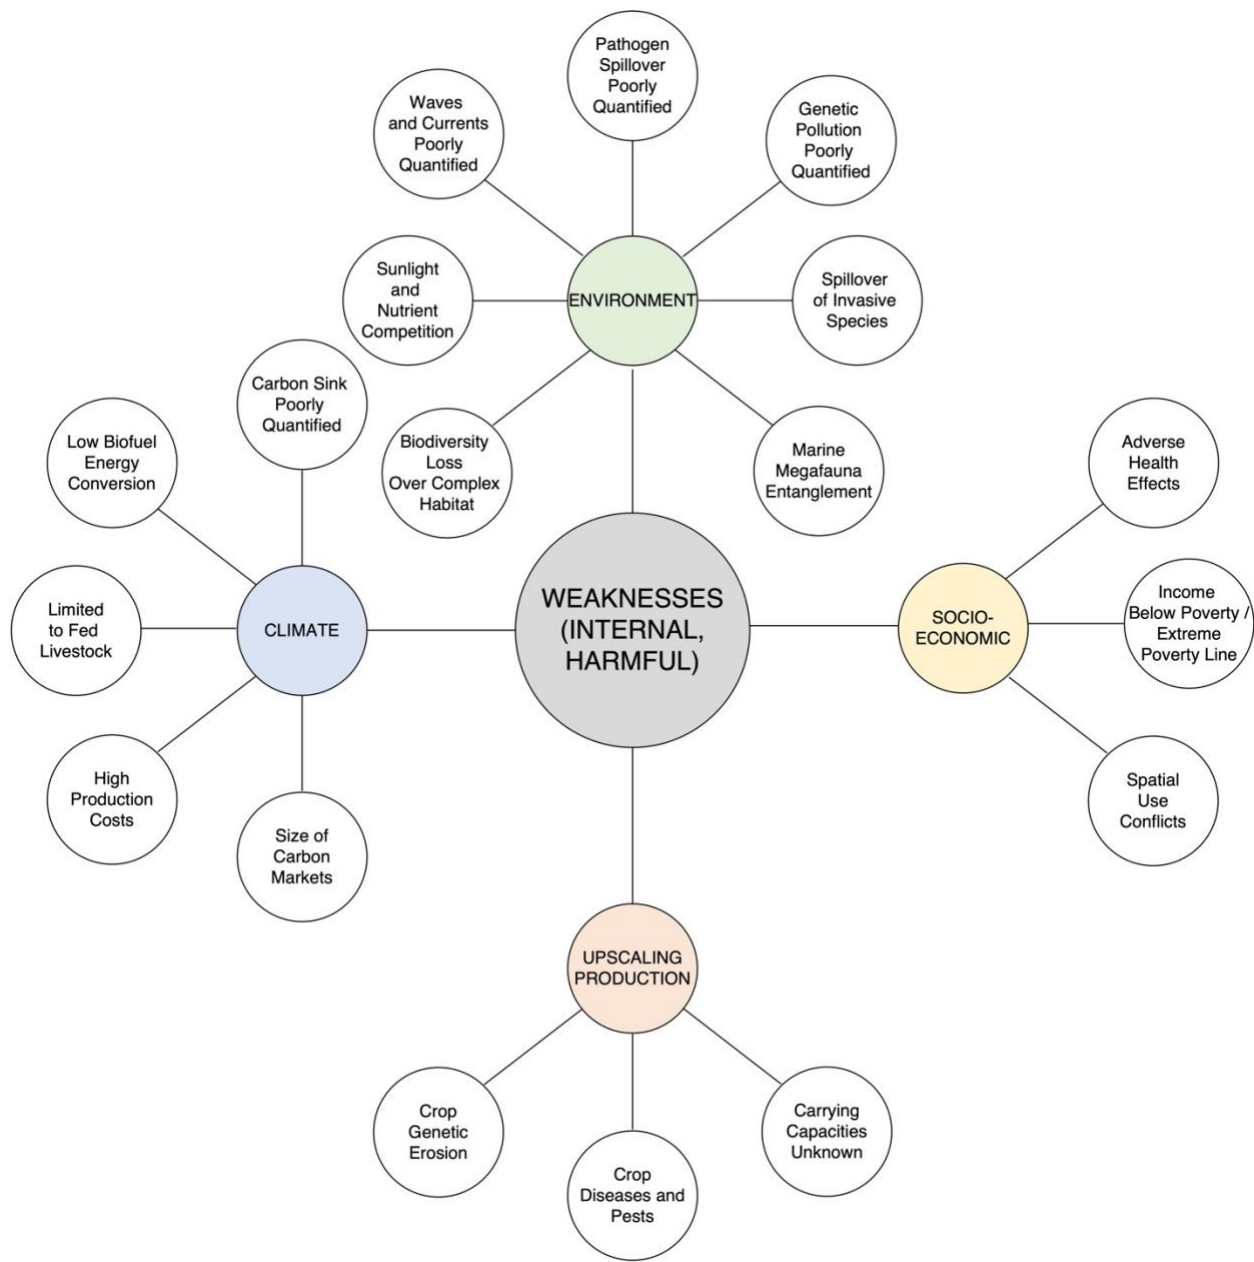 Pathogen
Spillover
Poorly
Quantified
Waves
and Currents
Poorly
Quantified
Genetic
Pollution
Poorly
Quantified
Sunlight
and
Nutrient
Competition
ENVIRONMENT
Spillover
of Invasive
Species
Biodiversity
Loss
Over Complex
Habitat
Marine
Megafauna
Entanglement
Carbon Sink
Poorly
Quantified
Low Biofuel
Energy
Conversion
Limited
to Fed
Livestock
CLIMATE
High
Production
Costs
Size of
Carbon
Markets
WEAKNESSES
(INTERNAL,
HARMFUL)
SOCIO-
ECONOMIC
Adverse
Health
Effects
Income
Below Poverty /
Extreme
Poverty Line
Spatial
Use
Conflicts
UPSCALING
PRODUCTION
Crop
Genetic
Erosion
Crop
Diseases and
Pests
Carrying
Capacities
Unknown